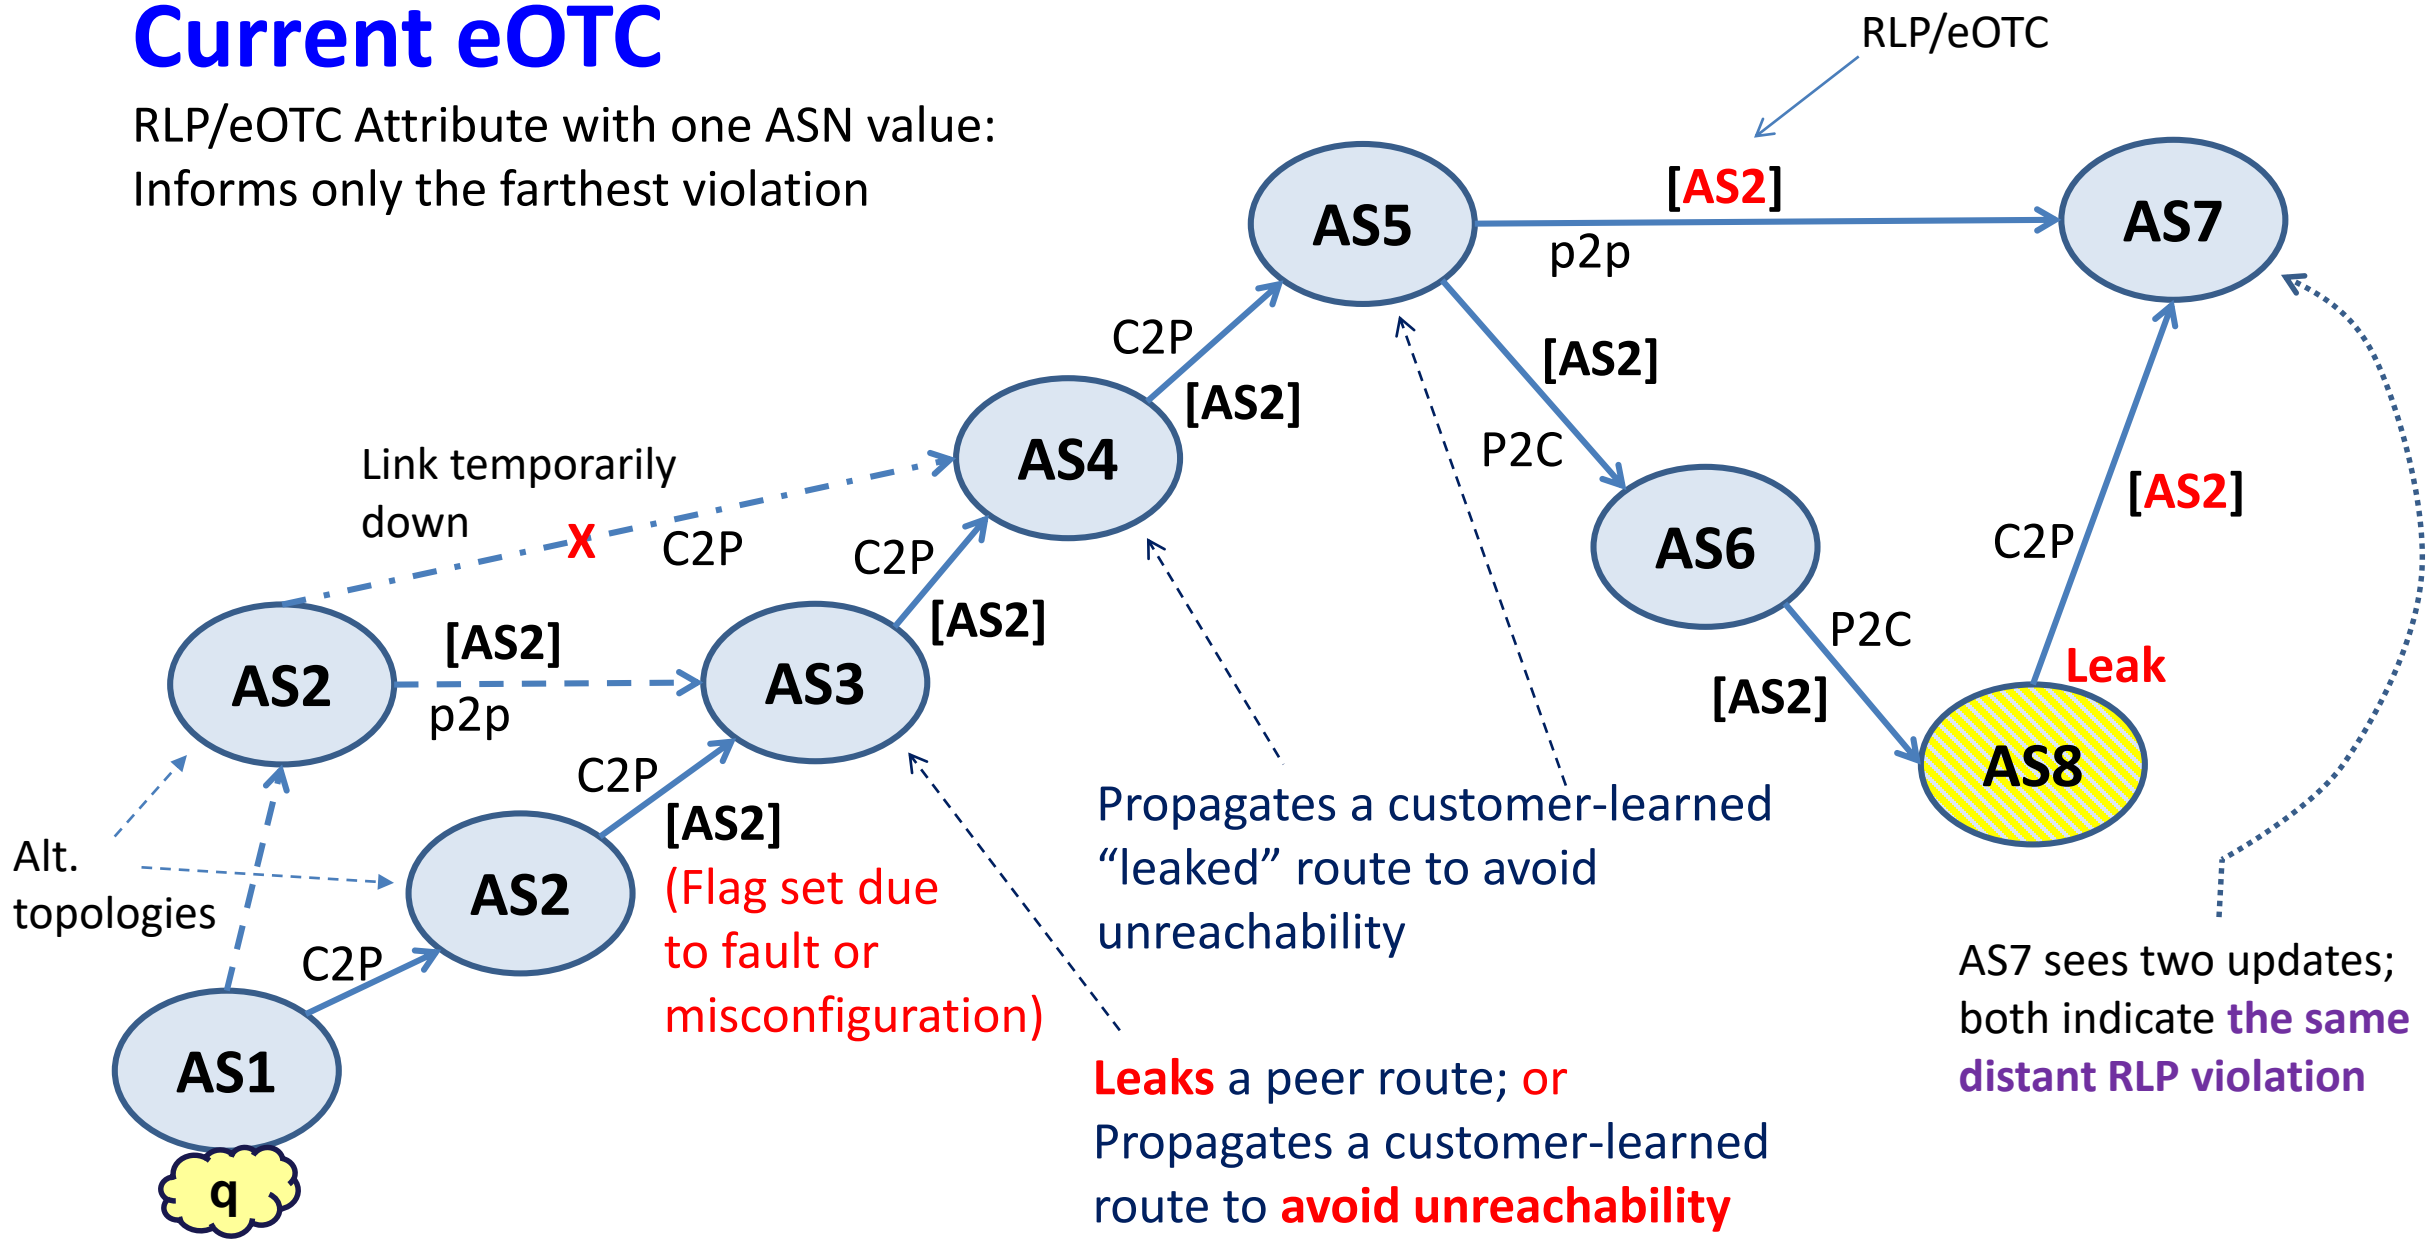 Current eOTC
RLP/eOTC Attribute with one ASN value:
Informs only the farthest violation
RLP/eOTC
[AS2]
p2p
AS5
AS7
C2P
[AS2]
[AS2]
P2C
Link temporarily
down
X
C2P
AS4
C2P
[AS2]
AS6
C2P
[AS2]
P2C
[AS2]
Leak
AS8
AS2
[AS2]
p2p
AS3
C2P
[AS2]
(Flag set due
to fault or
misconfiguration)
AS2
Alt.
topologies
C2P
AS1
q
Propagates a customer-learned
“leaked” route to avoid
unreachability
Leaks a peer route; or
Propagates a customer-learned
route to avoid unreachability
AS7 sees two updates;
both indicate the same
distant RLP violation